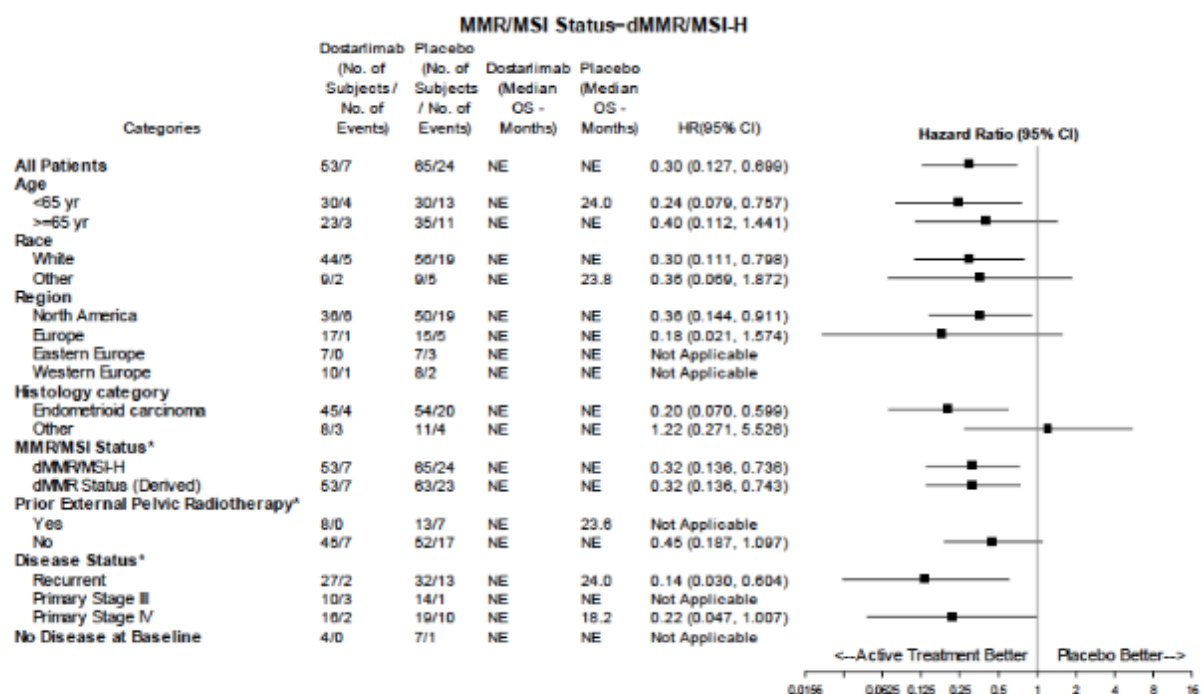 MMR/MSI Status=dMMR/MSI-H
Dostarlimab Placebo
(No. of (No. of Dostarlimab Placebo
Subjects/ Subjects (Median (Median
No. of / No. of OS - OS -
Categories Events) Events) Months) Months) HR(95% CI) Hazard Ratio (95% CI)
All Patients 53/7 65/24 NE NE 0.30 (0.127, 0.699)
Age
<65 yr 30/4 30/13 NE 24.0 0.24 (0.079, 0.757)
>=65 yr 23/3 35/11 NE NE 0.40 (0.112, 1.441)
Race
White 44/5 56/19 NE NE 0.30 (0.111, 0.798)
Other 9/2 9/5 NE 23.8 0.36 (0.069, 1.872)
Region
North America 36/6 50/19 NE NE 0.36 (0.144, 0.911)
Europe 17/1 15/5 NE NE 0.18 (0.021, 1.574)
Eastern Europe 7/0 7/3 NE NE Not Applicable
Western Europe 10/1 8/2 NE NE Not Applicable
Histology category
Endometrioid carcinoma 45/4 54/20 NE NE 0.20 (0.070, 0.599)
Other 8/3 11/4 NE NE 1.22 (0.271, 5.526)
MMR/MSI Status*
dMMR/MSI-H 53/7 65/24 NE NE 0.32 (0.136, 0.736)
dMMR Status (Derived) 53/7 63/23 NE NE 0.32 (0.136, 0.743)
Prior External Pelvic Radiotherapy*
Yes 8/0 13/7 NE 23.6 Not Applicable
No 45/7 52/17 NE NE 0.45 (0.187, 1.097)
Disease Status*
Recurrent 27/2 32/13 NE 24.0 0.14 (0.030, 0.604)
Primary Stage III 10/3 14/1 NE NE Not Applicable
Primary Stage IV 16/2 19/10 NE 18.2 0.22 (0.047, 1.007)
No Disease at Baseline 4/0 7/1 NE NE Not Applicable
<--Active Treatment Better Placebo Better-->
0.0156 0.0625 0.125 0.25 0.5 1 2 4 8 16